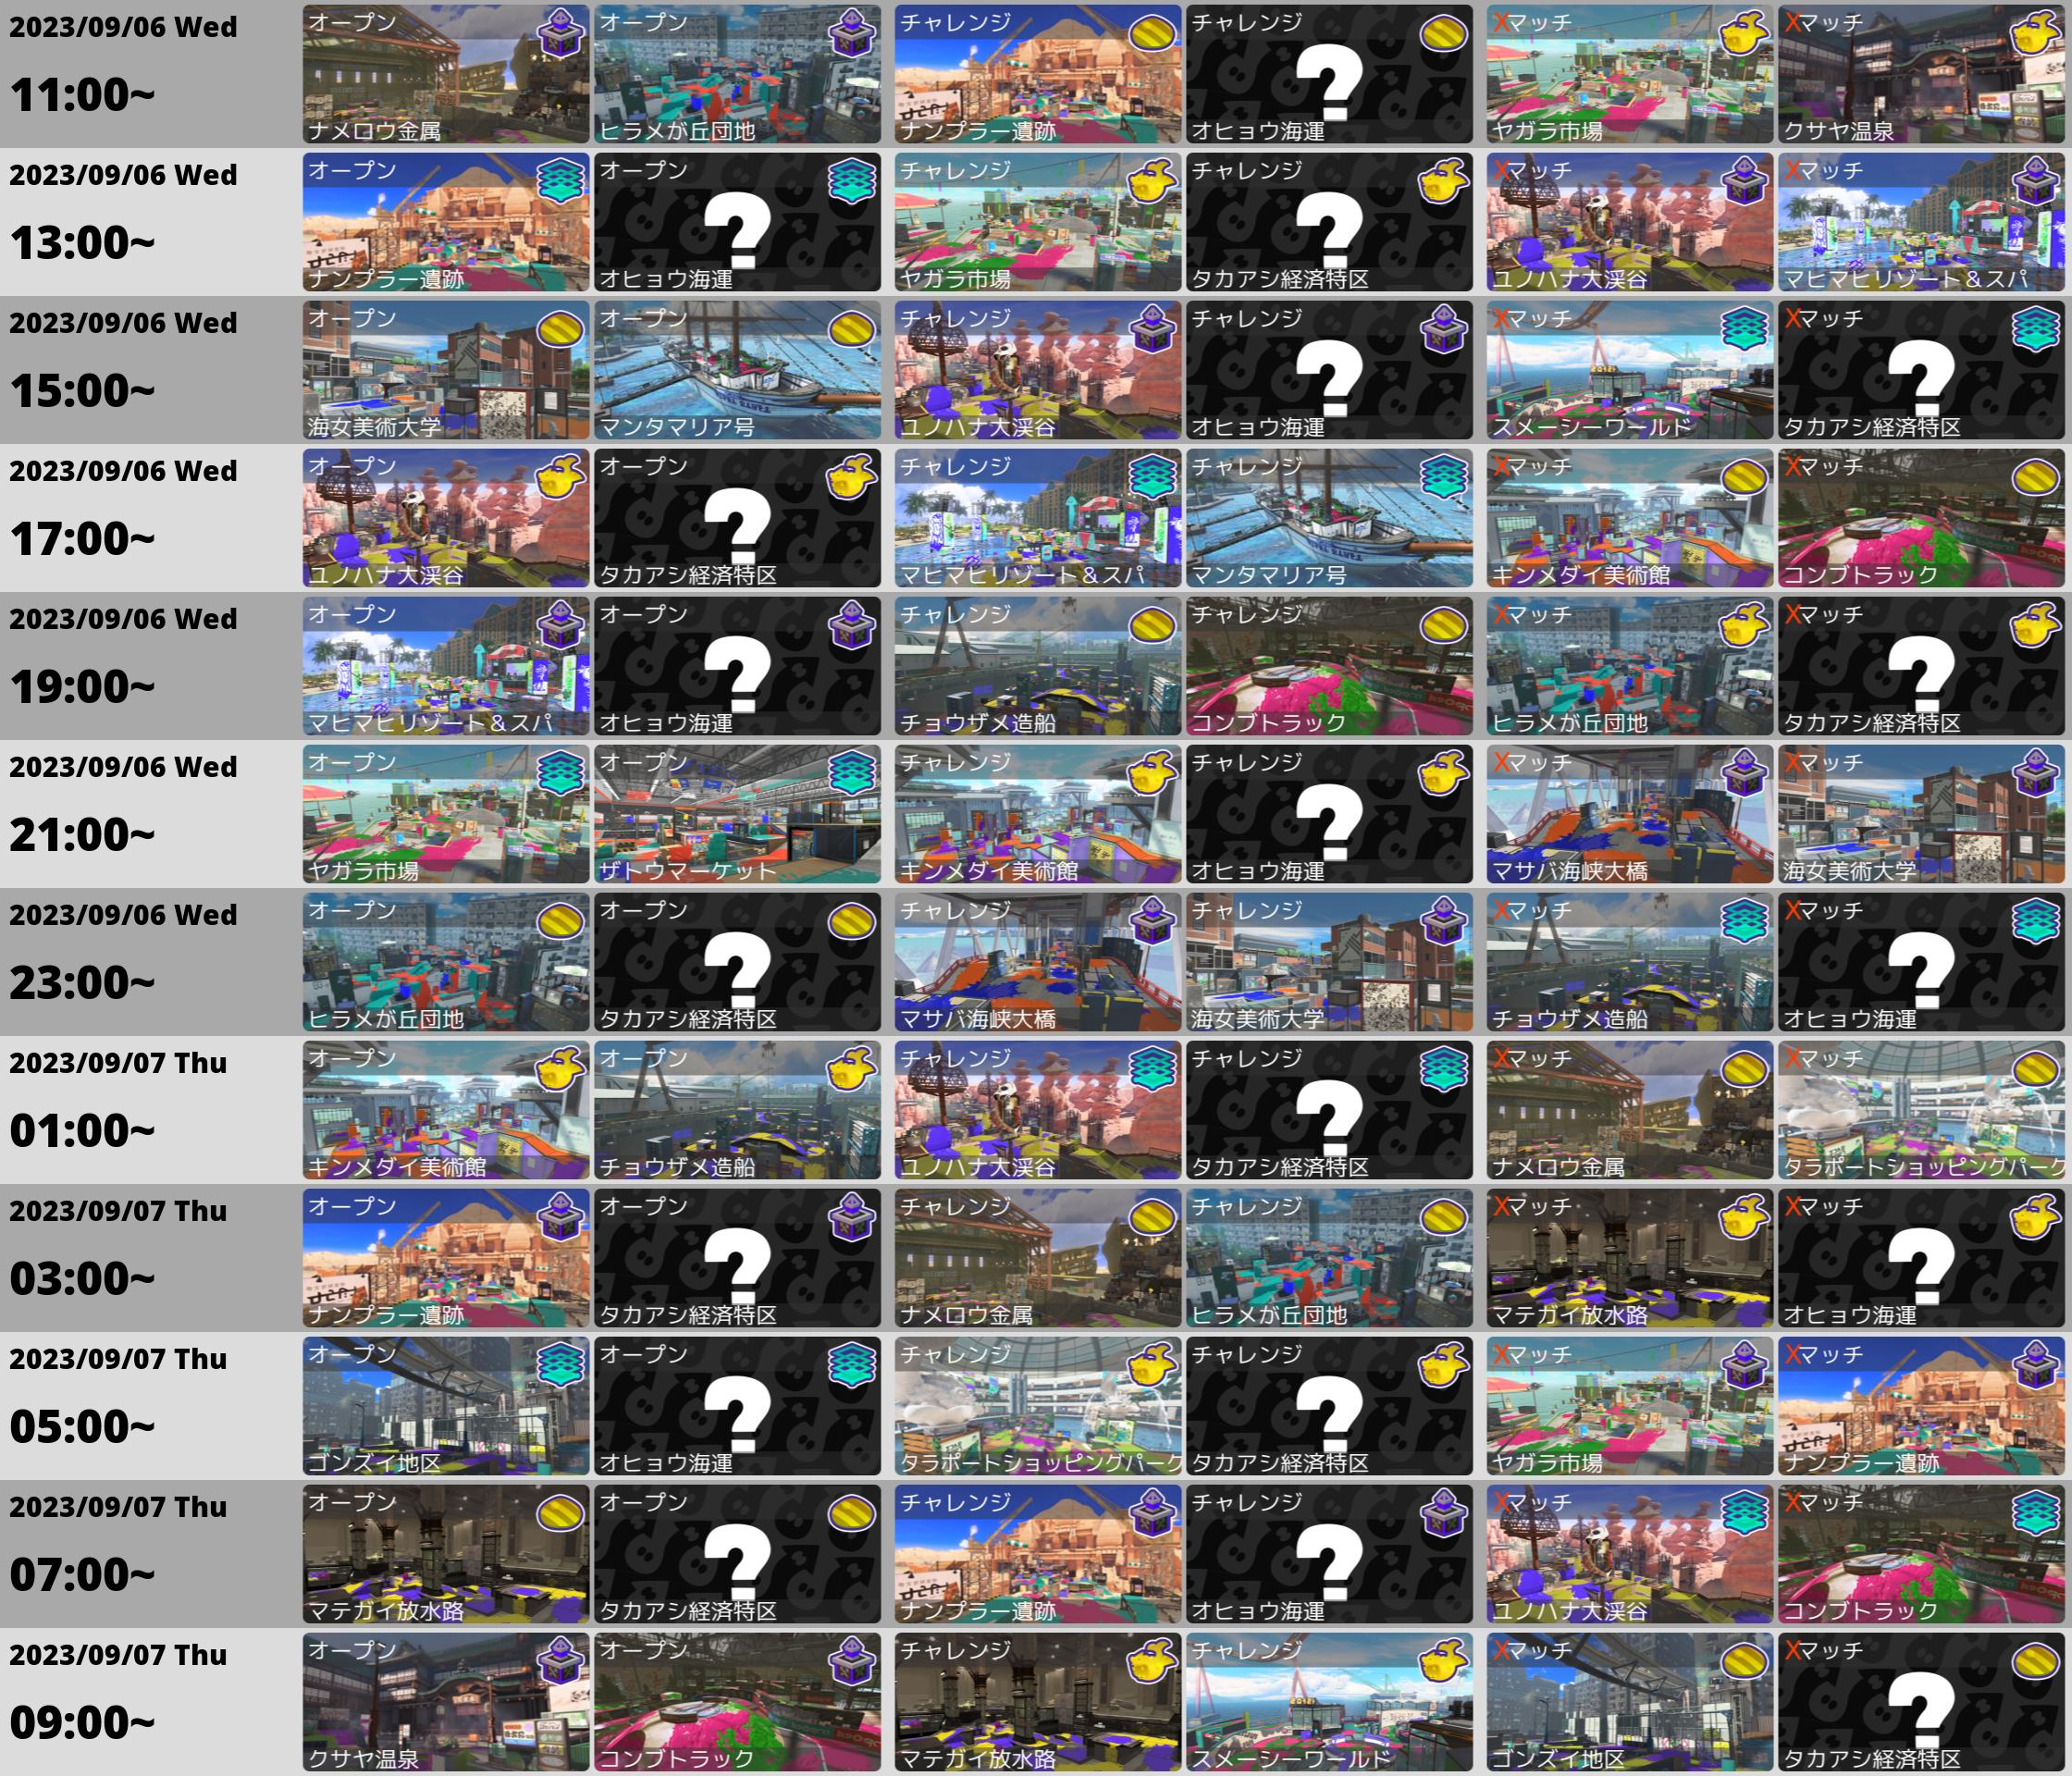 2023/09/06 Wed
11:00~
オープン オープン チャレンジ チャレンジ Xマッチ Xマッチ
ナメロウ金属 ヒラメが丘団地 ナンプラー遺跡 オヒョウ海運 ヤガラ市場 クサヤ温泉
2023/09/06 Wed
13:00~
オープン オープン チャレンジ チャレンジ Xマッチ Xマッチ
ナンプラー遺跡 オヒョウ海運 ヤガラ市場 タカアシ経済特区 ユノハナ大渓谷 マヒマヒリゾート&スパ
2023/09/06 Wed
15:00~
オープン オープン チャレンジ チャレンジ Xマッチ Xマッチ
海女美術大学 マンタマリア号 ユノハナ大渓谷 オヒョウ海運 スメーシーワールド タカアシ経済特区
2023/09/06 Wed
17:00~
オープン オープン チャレンジ チャレンジ Xマッチ Xマッチ
ユノハナ大渓谷 タカアシ経済特区 マヒマヒリゾート&スパ マンタマリア号 キンメダイ美術館 コンブトラック
2023/09/06 Wed
19:00~
オープン オープン チャレンジ チャレンジ Xマッチ Xマッチ
マヒマヒリゾート&スパ オヒョウ海運 チョウザメ造船 コンブトラック ヒラメが丘団地 タカアシ経済特区
2023/09/06 Wed
21:00~
オープン オープン チャレンジ チャレンジ Xマッチ Xマッチ
ヤガラ市場 ザトウマーケット キンメダイ美術館 オヒョウ海運 マサバ海峡大橋 海女美術大学
2023/09/06 Wed
23:00~
オープン オープン チャレンジ チャレンジ Xマッチ Xマッチ
ヒラメが丘団地 タカアシ経済特区 マサバ海峡大橋 海女美術大学 チョウザメ造船 オヒョウ海運
2023/09/07 Thu
01:00~
オープン オープン チャレンジ チャレンジ Xマッチ Xマッチ
キンメダイ美術館 チョウザメ造船 ユノハナ大渓谷 タカアシ経済特区 ナメロウ金属 タラポートショッピングパーク
2023/09/07 Thu
03:00~
オープン オープン チャレンジ チャレンジ Xマッチ Xマッチ
ナンプラー遺跡 タカアシ経済特区 ナメロウ金属 ヒラメが丘団地 マテガイ放水路 オヒョウ海運
2023/09/07 Thu
05:00~
オープン オープン チャレンジ チャレンジ Xマッチ Xマッチ
ゴンズイ地区 オヒョウ海運 タラポートショッピングパーク タカアシ経済特区 ヤガラ市場 ナンプラー遺跡
2023/09/07 Thu
07:00~
オープン オープン チャレンジ チャレンジ Xマッチ Xマッチ
マテガイ放水路 タカアシ経済特区 ナンプラー遺跡 オヒョウ海運 ユノハナ大渓谷 コンブトラック
2023/09/07 Thu
09:00~
オープン オープン チャレンジ チャレンジ Xマッチ Xマッチ
クサヤ温泉 コンブトラック マテガイ放水路 スメーシーワールド ゴンズイ地区 タカアシ経済特区